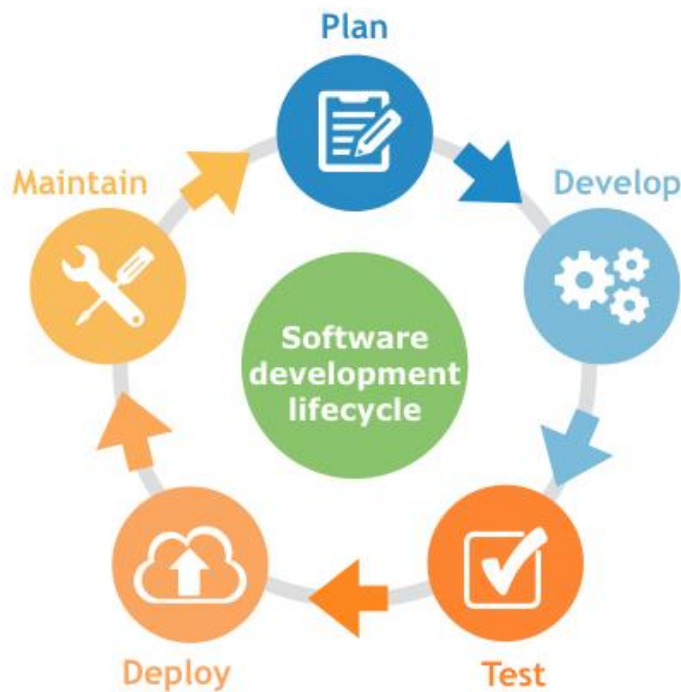 Plan
Maintain
Develop
Software
development
lifecycle
Deploy
Test